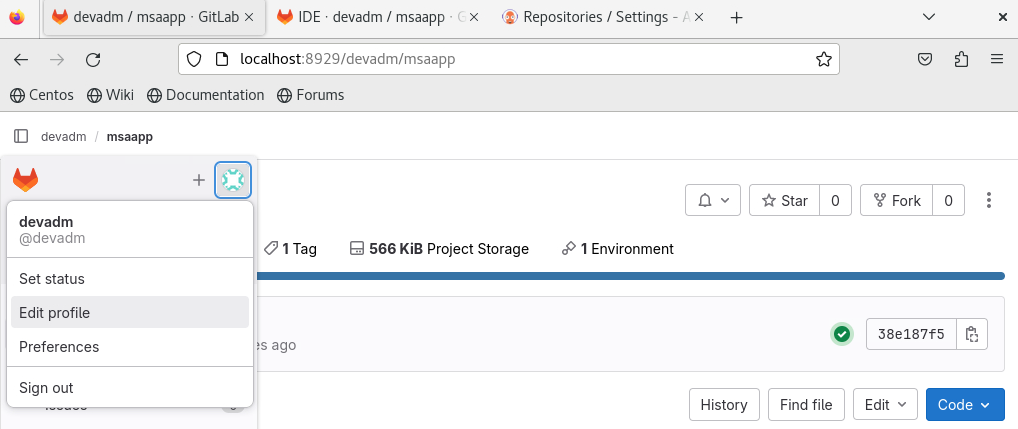 devadm / msaapp · GitLab
IDE · devadm / msaapp · G
Repositories / Settings - A
localhost:8929/devadm/msaapp
Centos Wiki Documentation Forums
devadm / msaapp
devadm
@devadm
Set status
Edit profile
Preferences
Sign out
Star 0 Fork 0
1 Tag 566 KiB Project Storage 1 Environment
es ago
38e187f5
History Find file Edit Code